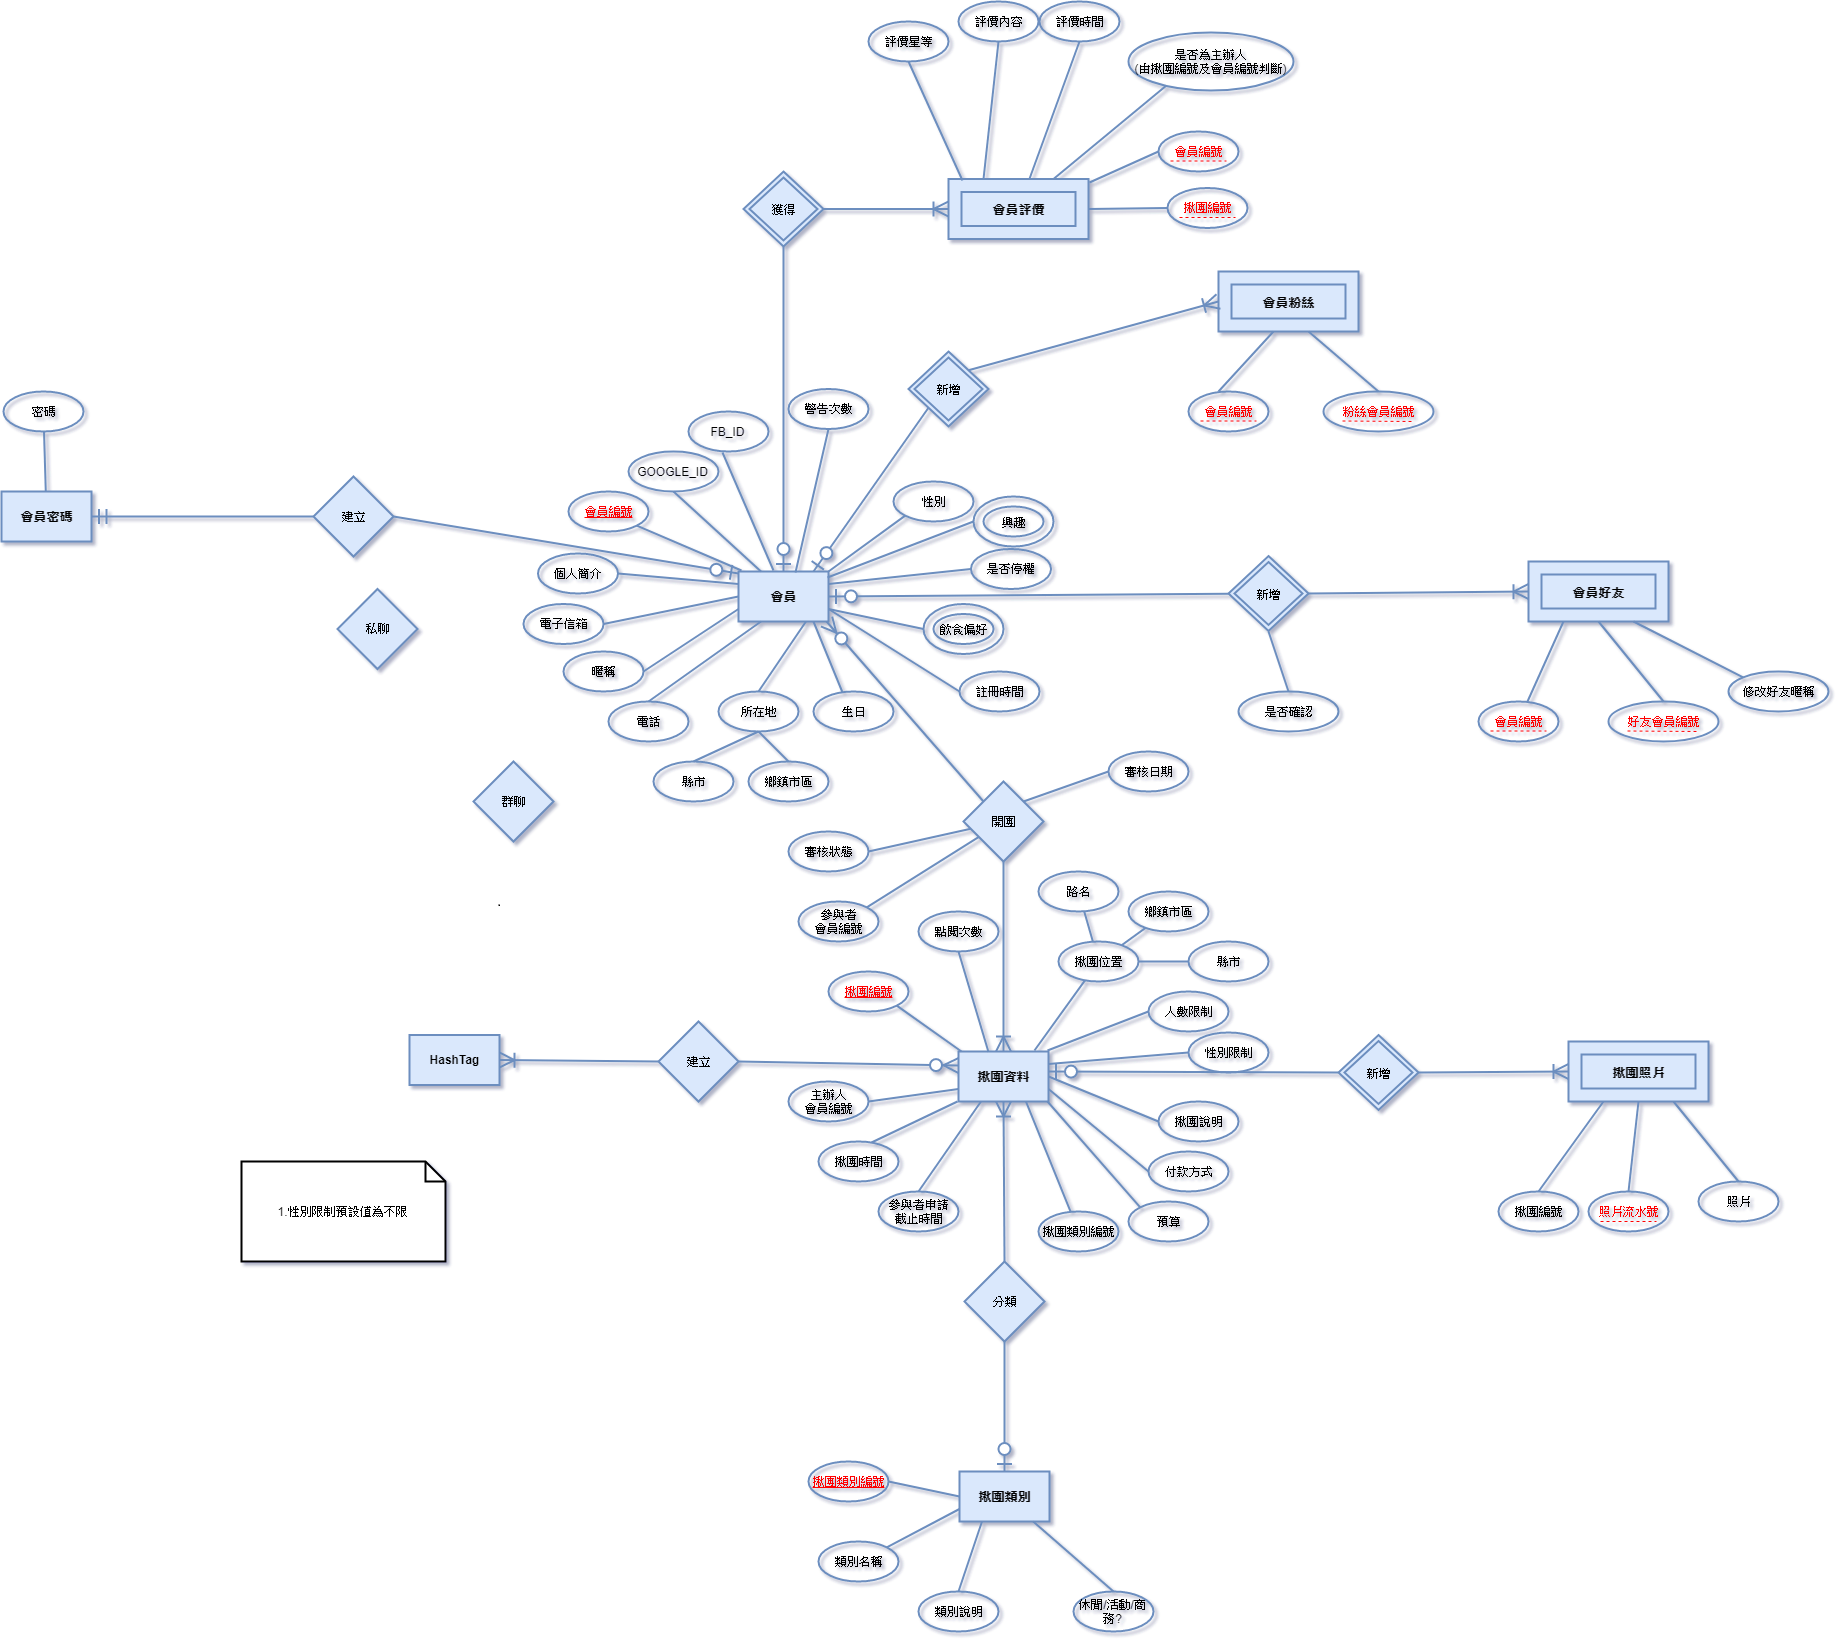 評價內容
評價時間
評價星等
是否為主辦人
(由揪團編號及會員編號判斷)
會員編號
獲得
會員評價
揪團編號
會員粉絲
新增
會員編號
粉絲會員編號
密碼
警告次數
FB_ID
GOOGLE_ID
性別
會員編號
興趣
會員密碼
建立
個人簡介
是否停權
會員
新增
會員好友
電子信箱
私聊
飲食偏好
暱稱
註冊時間
修改好友暱稱
電話
所在地
生日
是否確認
會員編號
好友會員編號
縣市
鄉鎮市區
審核日期
群聊
開團
審核狀態
路名
.
鄉鎮市區
參與者
會員編號
點閱次數
揪團位置
縣市
揪團編號
人數限制
性別限制
HashTag
建立
揪團資料
新增
揪團照片
主辦人
會員編號
揪團說明
揪團時間
付款方式
參與者申請
截止時間
揪團類別編號
預算
揪團編號
照片流水號
照片
1.性別限制預設值為不限
分類
揪團類別編號
揪團類別
類別名稱
類別說明
休閒/活動/商
務?